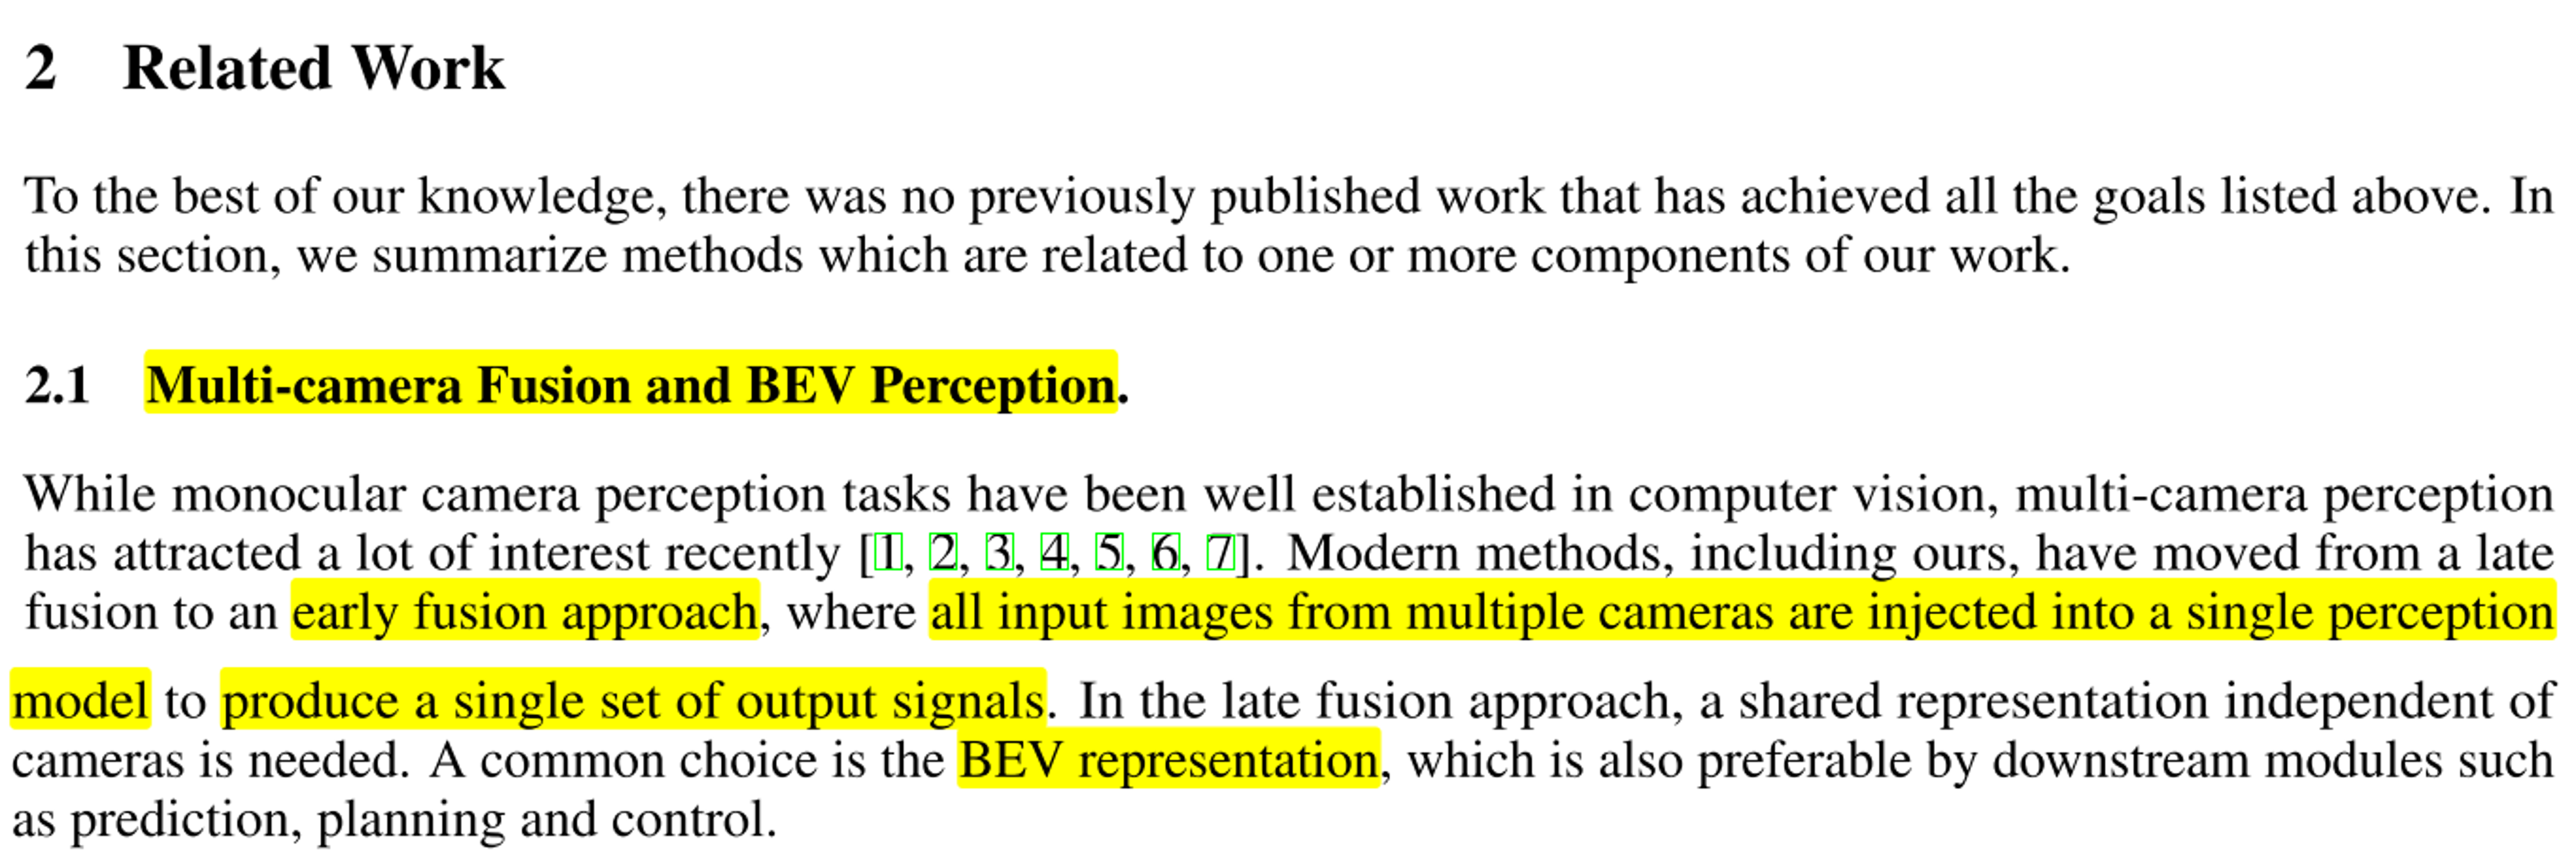 2 Related Work
To the best of our knowledge, there was no previously published work that has achieved all the goals listed above. In
this section, we summarize methods which are related to one or more components of our work.
2.1 Multi-camera Fusion and BEV Perception.
While monocular camera perception tasks have been well established in computer vision, multi-camera perception
has attracted a lot of interest recently [1, 2, 3, 4, 5, 6, 7]. Modern methods, including ours, have moved from a late
fusion to an early fusion approach, where all input images from multiple cameras are injected into a single perception
model to produce a single set of output signals. In the late fusion approach, a shared representation independent of
cameras is needed. A common choice is the BEV representation, which is also preferable by downstream modules such
as prediction, planning and control.